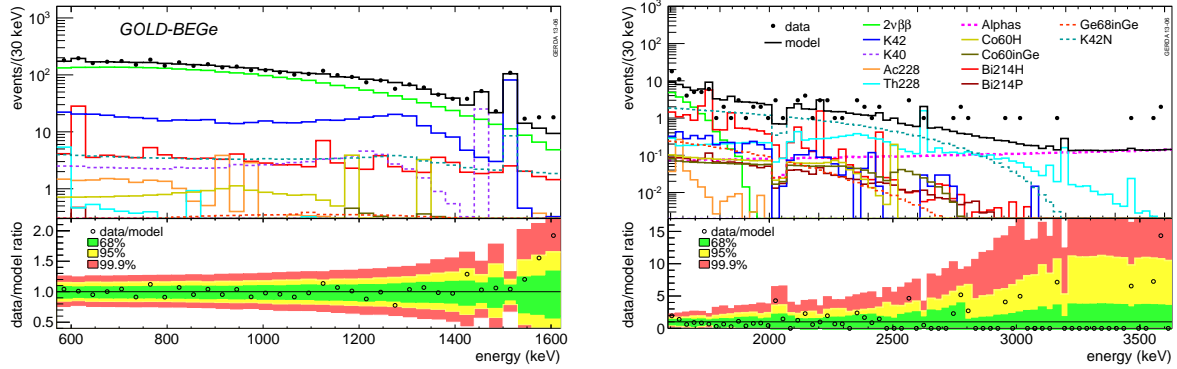 GOLD-BEGe
GERDA 13-06
events/(30 keV)
10³
10²
10
1
data/model ratio
2.0
1.5
1.0
0.5
data/model
68%
95%
99.9%
600 800 1000 1200 1400 1600
energy (keV)
events/(30 keV)
10³
10²
10
1
10⁻¹
10⁻²
data
model
2νββ
K42
K40
Ac228
Th228
Alphas
Co60H
Co60inGe
Bi214H
Bi214P
Ge68inGe
K42N
GERDA 13-06
data/model ratio
15
10
5
0
data/model
68%
95%
99.9%
2000 2500 3000 3500
energy (keV)